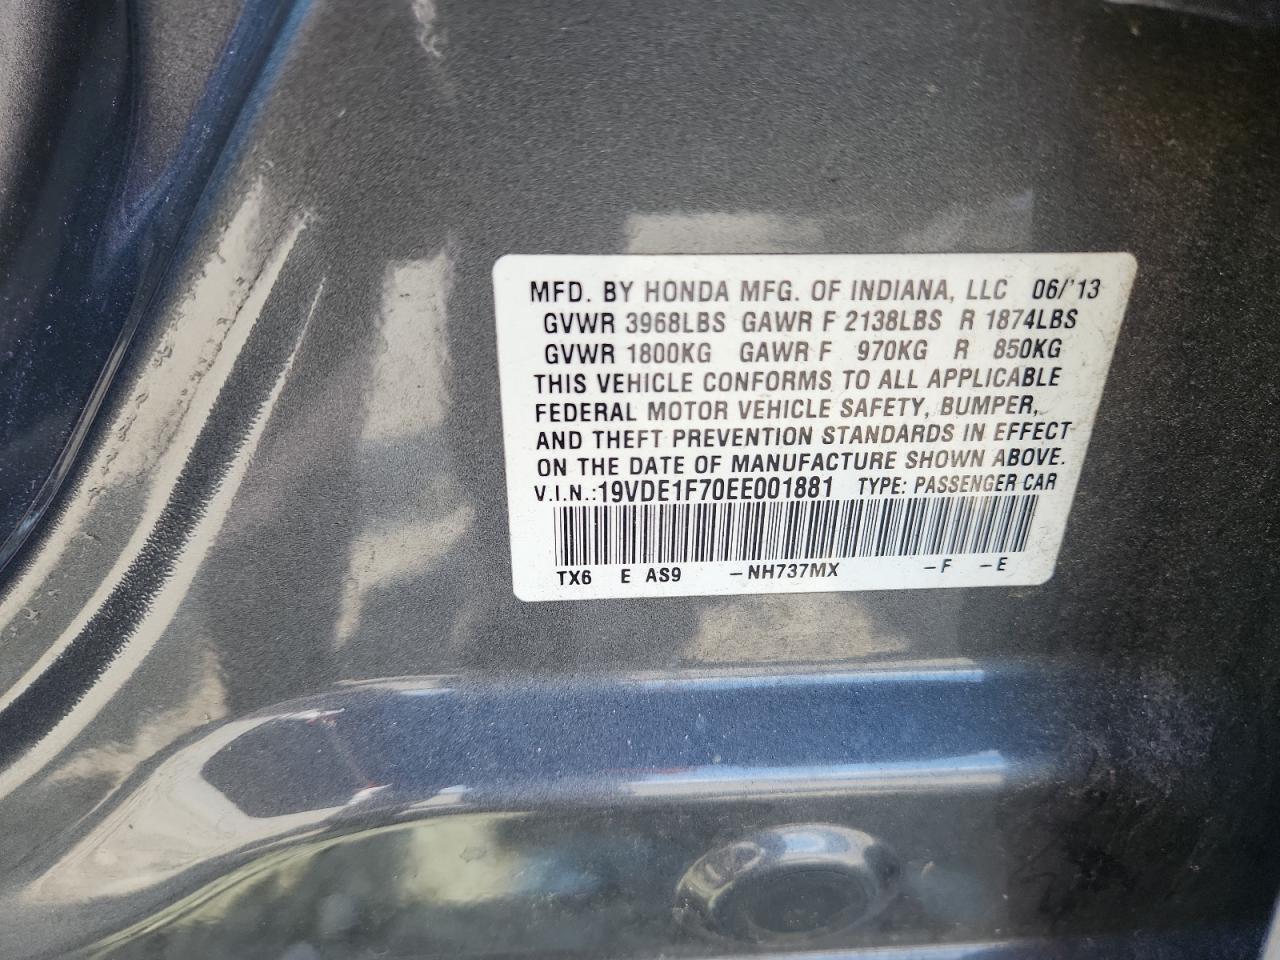 MFD. BY HONDA MFG. OF INDIANA, LLC 06/'13
GVWR 3968LBS GAWR F 2138LBS R 1874LBS
GVWR 1800KG GAWR F 970KG R 850KG
THIS VEHICLE CONFORMS TO ALL APPLICABLE
FEDERAL MOTOR VEHICLE SAFETY, BUMPER,
AND THEFT PREVENTION STANDARDS IN EFFECT
ON THE DATE OF MANUFACTURE SHOWN ABOVE.
V.I.N.:19VDE1F70EE001881 TYPE: PASSENGER CAR
TX6 E AS9 –NH737MX –F –E